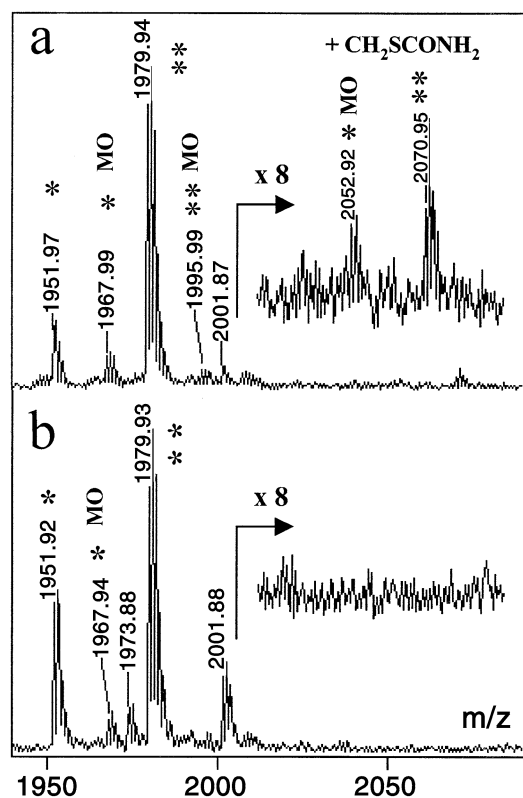 a
+ CH₂SCONH₂
1979.94
**
*
1951.97
* MO
1967.99
** MO
1995.99
2001.87
x 8
* MO
2052.92
**
2070.95
b
1979.93
**
*
1951.92
* MO
1967.94
1973.88
2001.88
x 8
m/z
1950 2000 2050